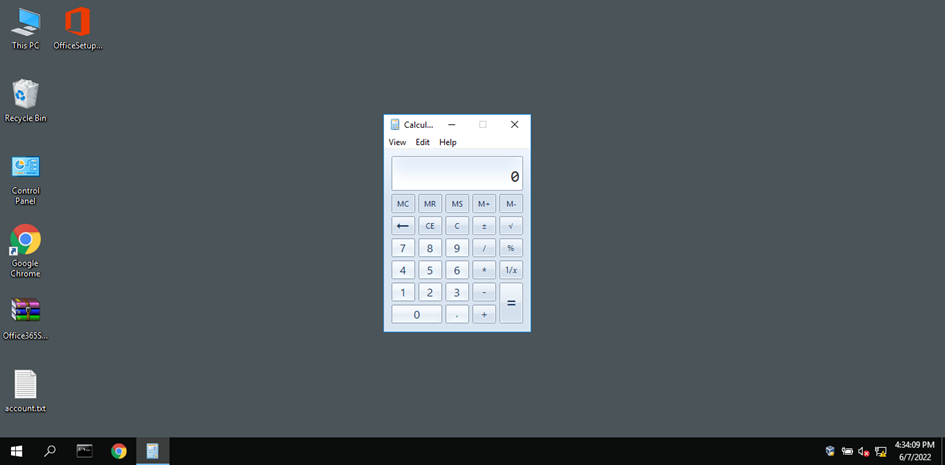 This PC
OfficeSetup...
Recycle Bin
Control
Panel
Google
Chrome
Office365S...
account.txt
Calcul...
View Edit Help
0
MC MR MS M+ M-
← CE C ± √
7 8 9 / %
4 5 6 * 1/x
1 2 3 - =
0 . +
4:34:09 PM
6/7/2022